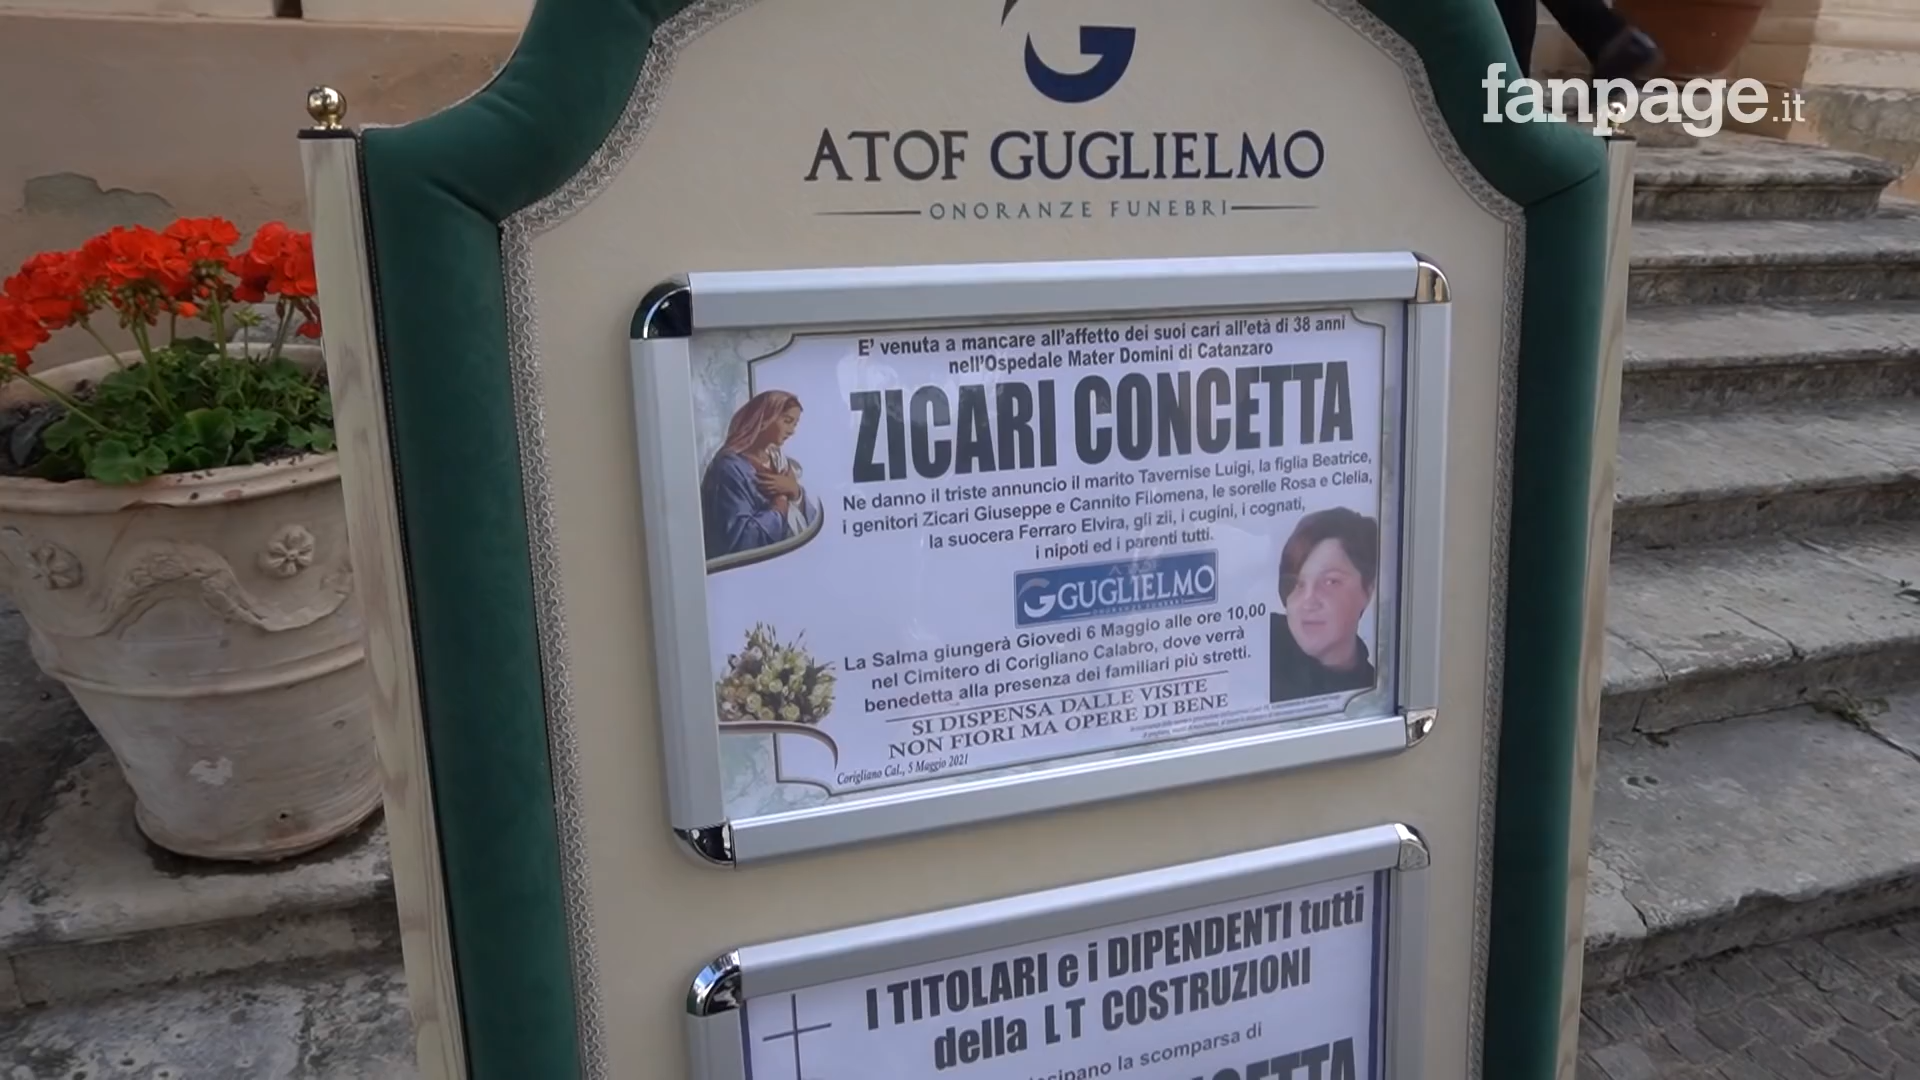 fanpage.it
ATOF GUGLIELMO
ONORANZE FUNEBRI
E' venuta a mancare all'affetto dei suoi cari all'età di 38 anni
nell'Ospedale Mater Domini di Catanzaro
ZICARI CONCETTA
Ne danno il triste annuncio il marito Tavernise Luigi, la figlia Beatrice,
i genitori Zicari Giuseppe e Cannito Filomena, le sorelle Rosa e Clelia,
la suocera Ferraro Elvira, gli zii, i cugini, i cognati,
i nipoti ed i parenti tutti.
GUGLIELMO
ONORANZE FUNEBRI
La Salma giungerà Giovedì 6 Maggio alle ore 10,00
nel Cimitero di Corigliano Calabro, dove verrà
benedetta alla presenza dei familiari più stretti.
SI DISPENSA DALLE VISITE
NON FIORI MA OPERE DI BENE
Corigliano Cal., 5 Maggio 2021
I TITOLARI e i DIPENDENTI tutti
della LT COSTRUZIONI
la scomparsa di